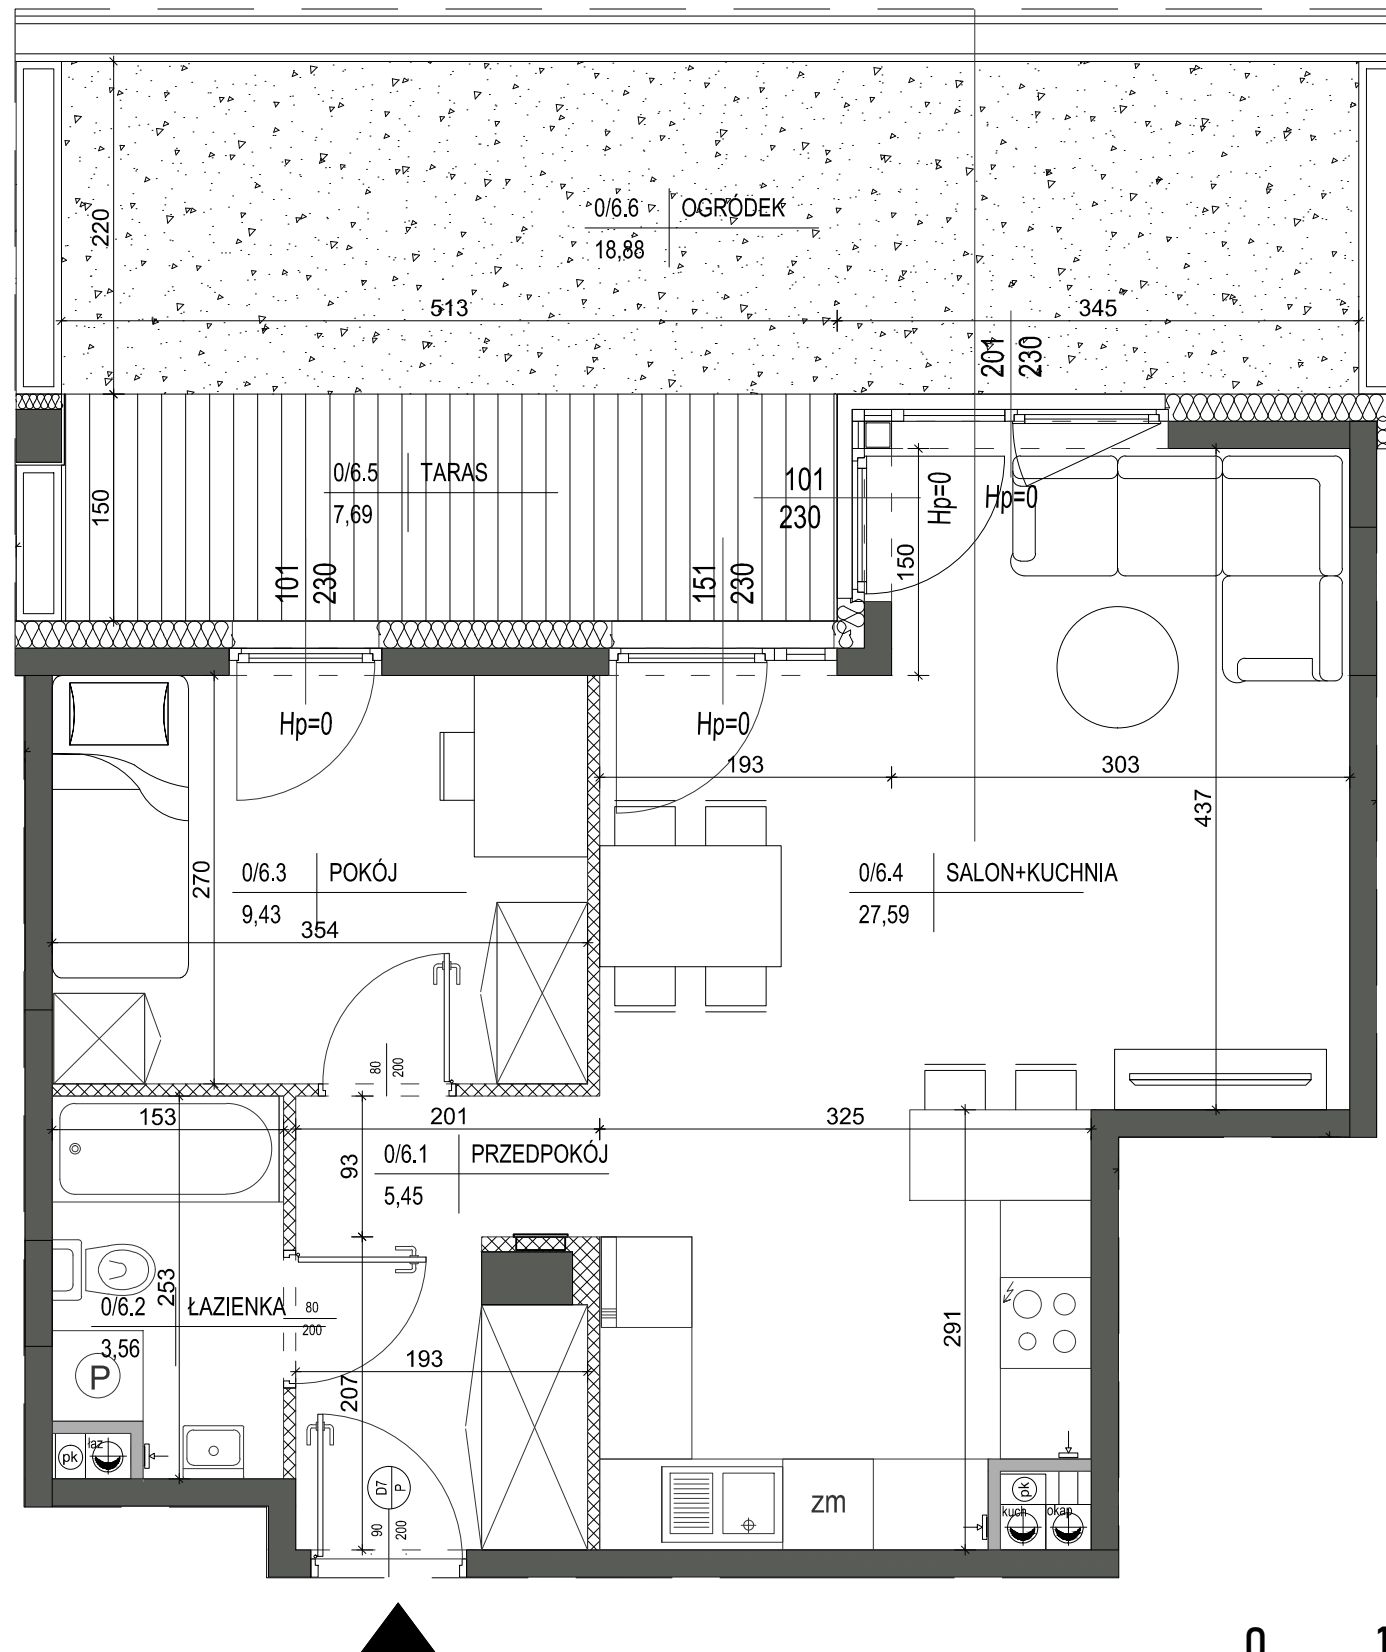 0/6.6 OGRÓDEK
18,88
220
513
345
201
230
0/6.5 TARAS
7,69
150
101
230
Hp=0
Hp=0
150
101
230
151
230
Hp=0
Hp=0
193
303
437
270
0/6.3 POKÓJ
9,43
354
0/6.4 SALON+KUCHNIA
27,59
80
200
153
201
325
93
0/6.1 PRZEDPOKÓJ
5,45
253
0/6.2 ŁAZIENKA
3,56
80
200
291
193
207
P
pk
łaz
D7
P
90
200
zm
pk
kuch
okap
0 1